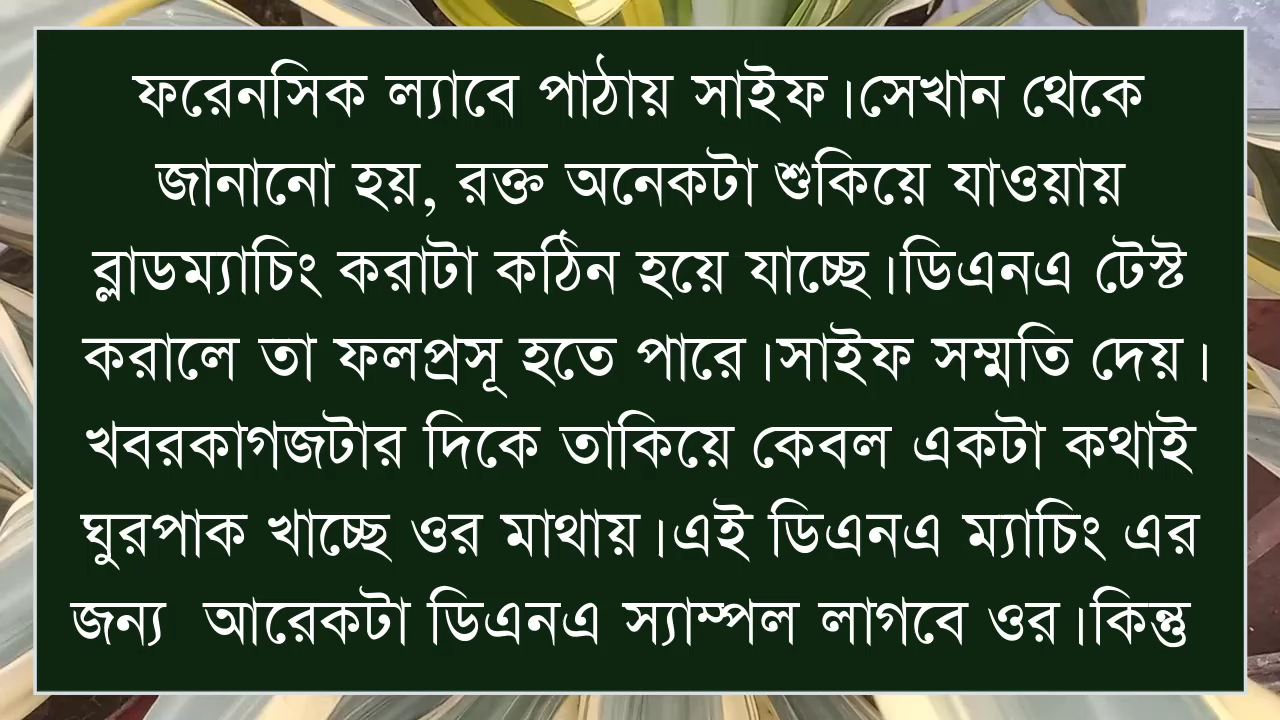 ফরেনসিক ল্যাবে পাঠায় সাইফ।সেখান থেকে
জানানো হয়, রক্ত অনেকটা শুকিয়ে যাওয়ায়
ব্লাডম্যাচিং করাটা কঠিন হয়ে যাচ্ছে।ডিএনএ টেস্ট
করালে তা ফলপ্রসূ হতে পারে।সাইফ সম্মতি দেয়।
খবরকাগজটার দিকে তাকিয়ে কেবল একটা কথাই
ঘুরপাক খাচ্ছে ওর মাথায়।এই ডিএনএ ম্যাচিং এর
জন্য  আরেকটা ডিএনএ স্যাম্পল লাগবে ওর।কিন্তু